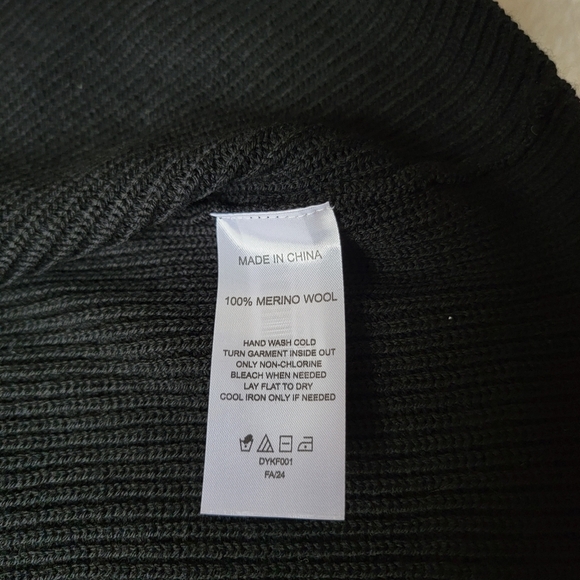 MADE IN CHINA
100% MERINO WOOL
HAND WASH COLD
TURN GARMENT INSIDE OUT
ONLY NON-CHLORINE
BLEACH WHEN NEEDED
LAY FLAT TO DRY
COOL IRON ONLY IF NEEDED
DYKF001
FA/24